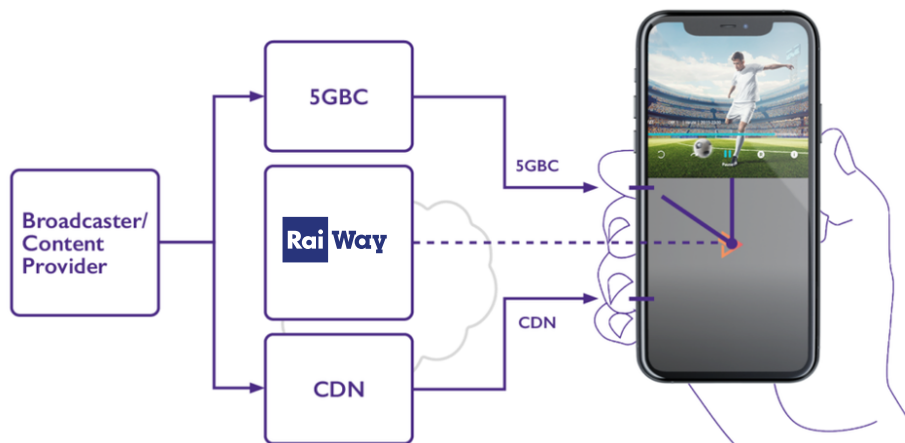 5GBC
5GBC
Broadcaster/
Content
Provider
Rai Way
CDN
CDN